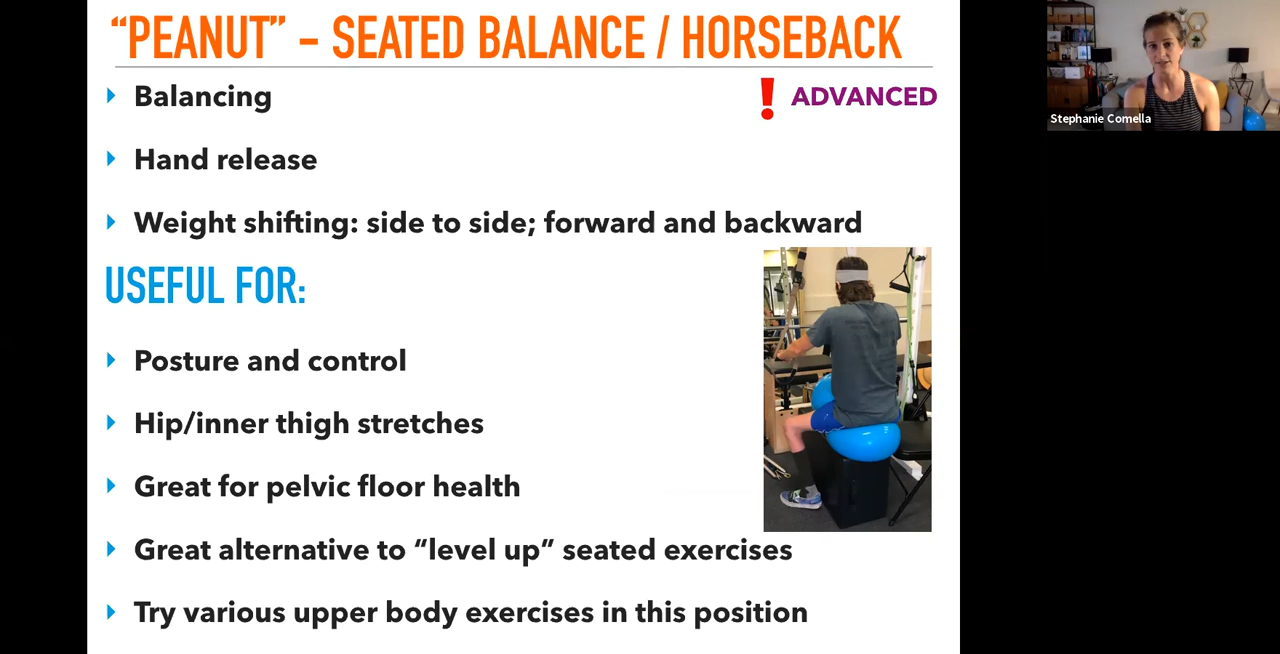 “PEANUT” – SEATED BALANCE / HORSEBACK
Balancing
ADVANCED
Hand release
Weight shifting: side to side; forward and backward
USEFUL FOR:
Posture and control
Hip/inner thigh stretches
Great for pelvic floor health
Great alternative to “level up” seated exercises
Try various upper body exercises in this position
Stephanie Comella